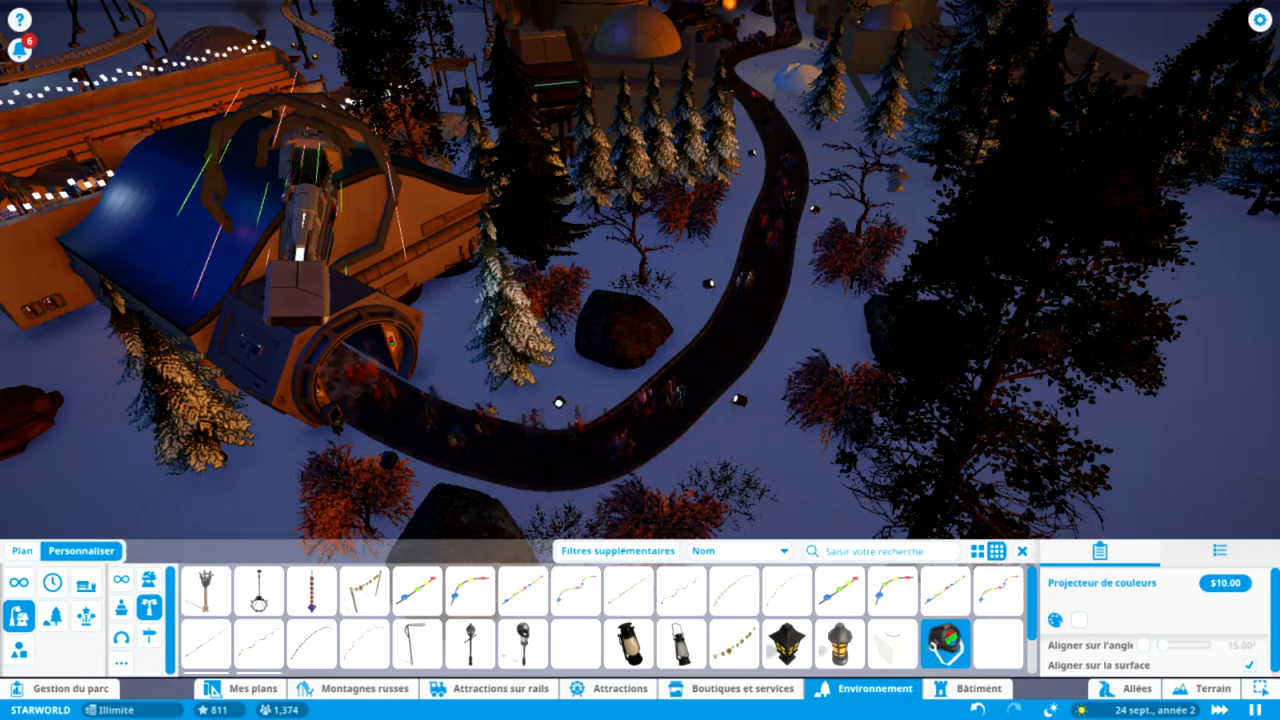 ?
6
Plan Personnaliser
Filtres supplémentaires Nom Saisir votre recherche
Projecteur de couleurs $10.00
Aligner sur l'angle 15.00°
Aligner sur la surface
Gestion du parc Mes plans Montagnes russes Attractions sur rails Attractions Boutiques et services Environnement Bâtiment Allées Terrain
STARWORLD Illimité 811 1,374 24 sept., année 2